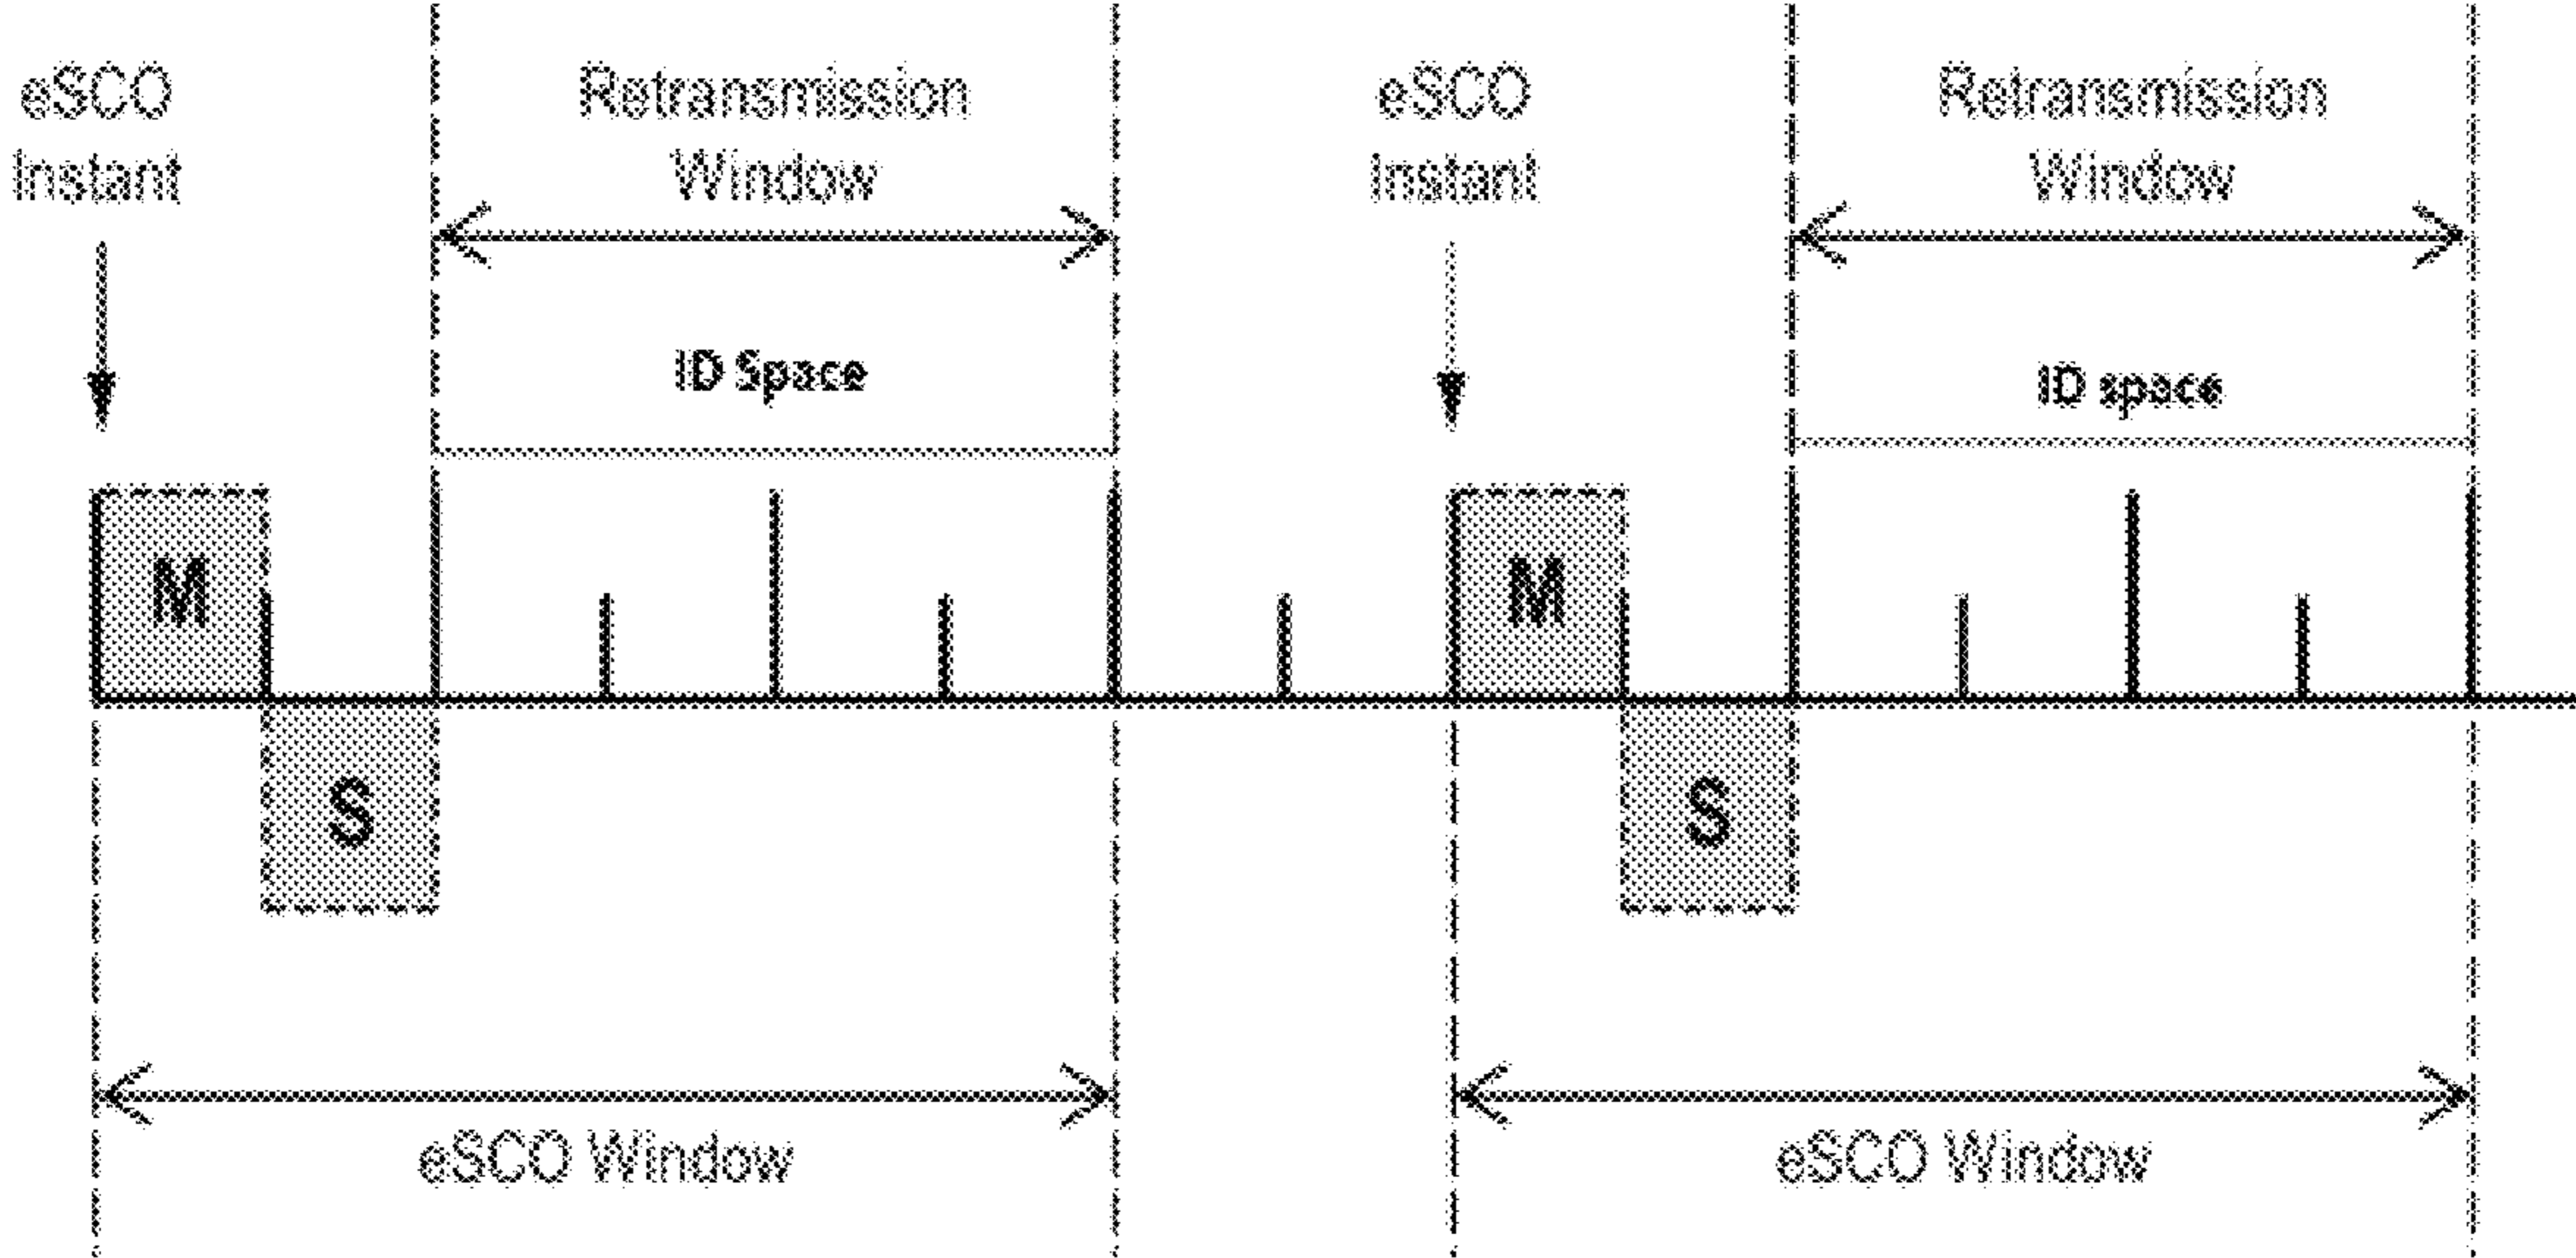 eSCO
Instant
Retransmission
Window
eSCO
Instant
Retransmission
Window
ID Space
ID space
M
M
S
S
eSCO Window
eSCO Window